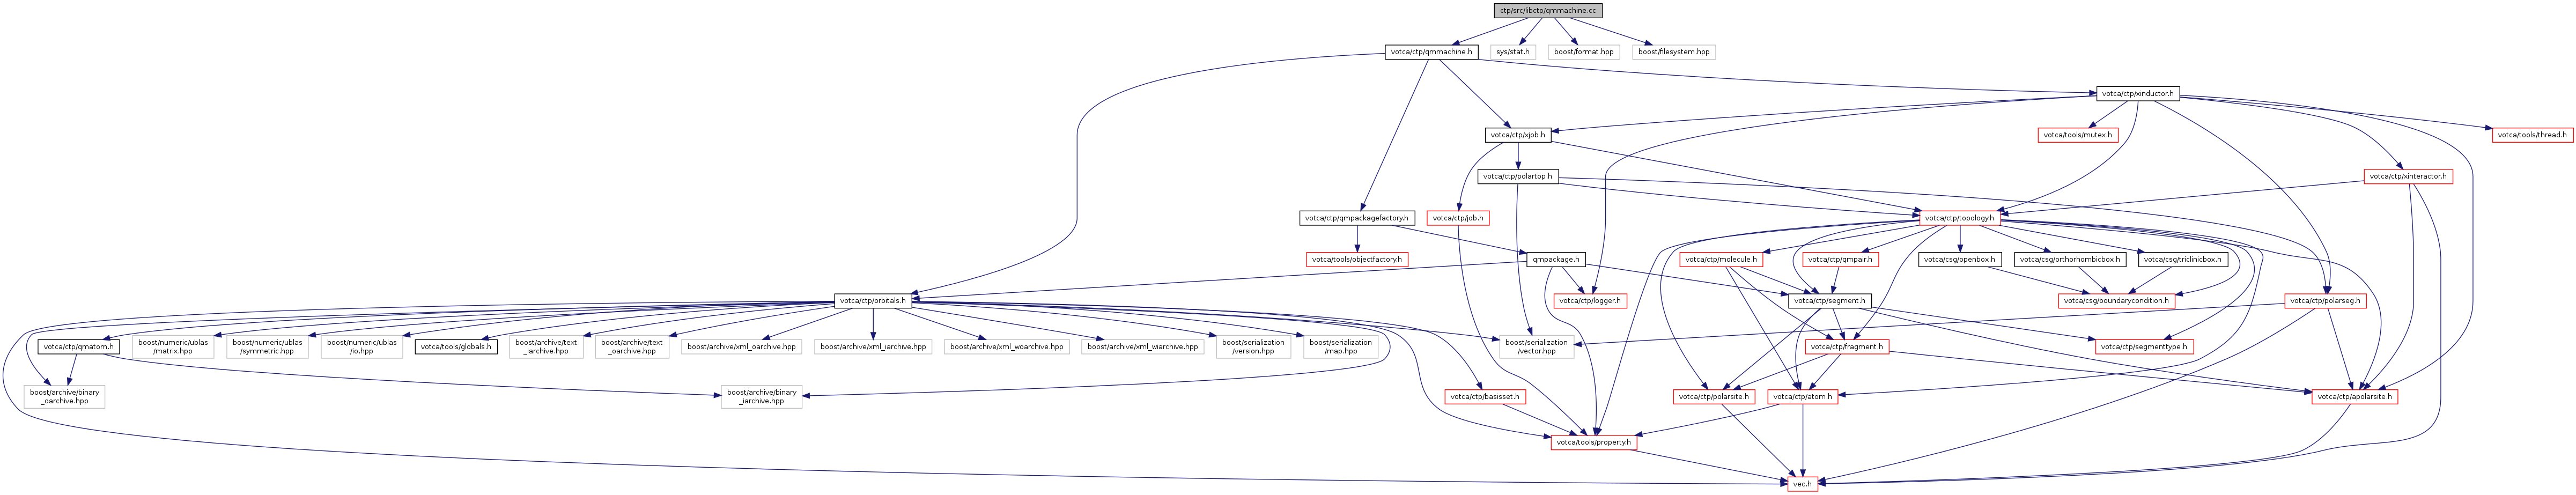 ctp/src/libctp/qmmachine.cc
votca/ctp/qmmachine.h
sys/stat.h
boost/format.hpp
boost/filesystem.hpp
votca/ctp/xinductor.h
votca/ctp/xjob.h
votca/tools/mutex.h
votca/tools/thread.h
votca/ctp/polartop.h
votca/ctp/xinteractor.h
votca/ctp/qmpackagefactory.h
votca/ctp/job.h
votca/ctp/topology.h
votca/tools/objectfactory.h
qmpackage.h
votca/ctp/molecule.h
votca/ctp/qmpair.h
votca/csg/openbox.h
votca/csg/orthorhombicbox.h
votca/csg/triclinicbox.h
votca/ctp/orbitals.h
votca/ctp/logger.h
votca/ctp/segment.h
votca/csg/boundarycondition.h
votca/ctp/polarseg.h
votca/ctp/qmatom.h
boost/numeric/ublas
/matrix.hpp
boost/numeric/ublas
/symmetric.hpp
boost/numeric/ublas
/io.hpp
votca/tools/globals.h
boost/archive/text
_iarchive.hpp
boost/archive/text
_oarchive.hpp
boost/archive/xml_oarchive.hpp
boost/archive/xml_iarchive.hpp
boost/archive/xml_woarchive.hpp
boost/archive/xml_wiarchive.hpp
boost/serialization
/version.hpp
boost/serialization
/map.hpp
boost/serialization
/vector.hpp
votca/ctp/fragment.h
votca/ctp/segmenttype.h
boost/archive/binary
_oarchive.hpp
boost/archive/binary
_iarchive.hpp
votca/ctp/basisset.h
votca/ctp/polarsite.h
votca/ctp/atom.h
votca/ctp/apolarsite.h
votca/tools/property.h
vec.h